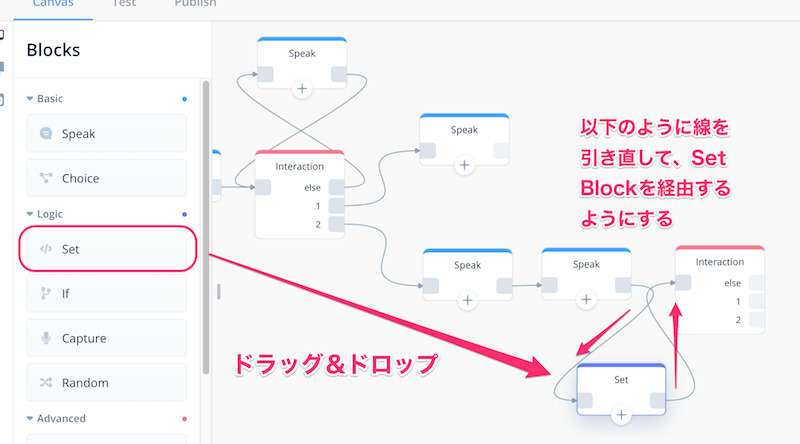 Canvas Test Publish
Blocks
Basic
Speak
Choice
Logic
Set
If
Capture
Random
Advanced
Speak
Interaction
else
1
2
Speak
Speak
Speak
Interaction
else
1
2
Set
以下のように線を
引き直して、Set
Blockを経由する
ようにする
ドラッグ＆ドロップ